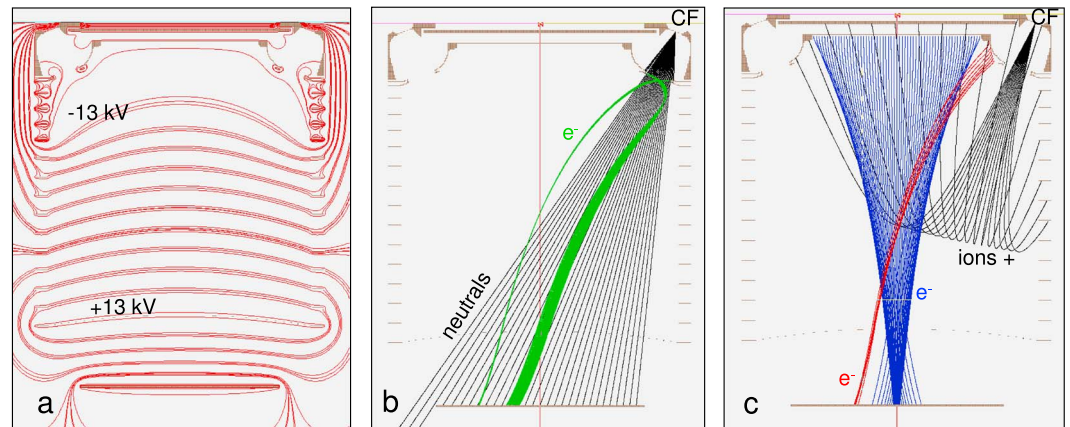 -13 kV
+13 kV
a
CF
e-
neutrals
b
CF
ions +
e-
e-
c